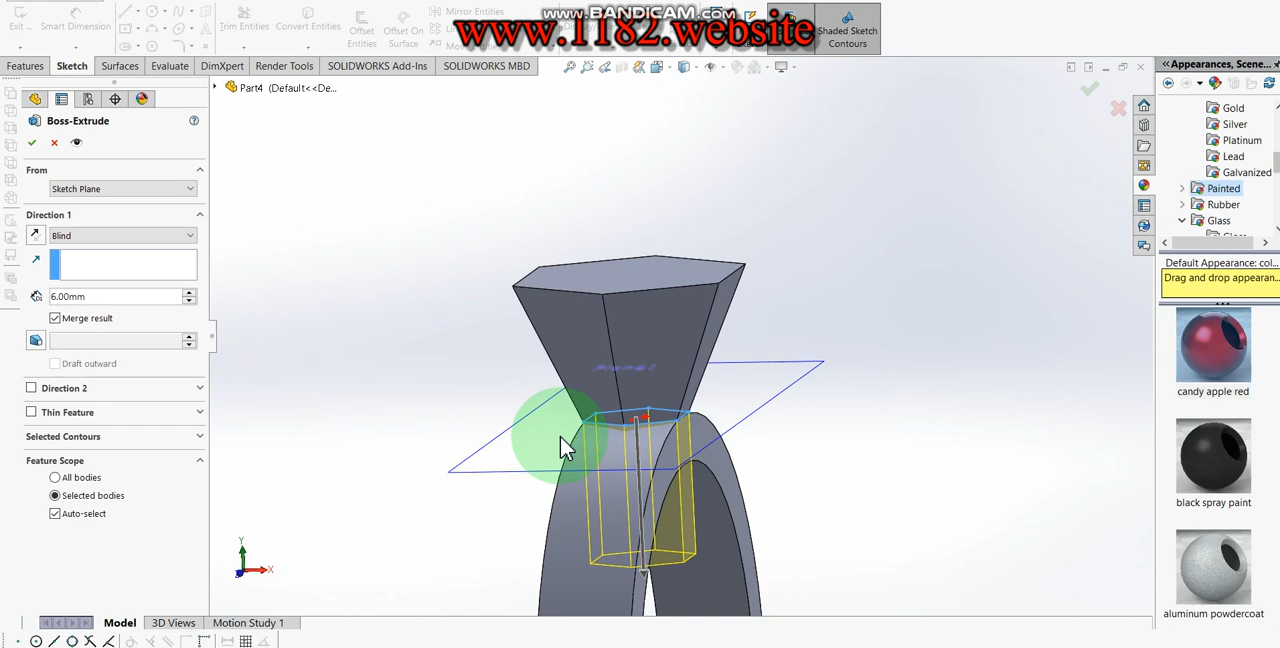 www.BANDICAM.com
www.1182.website
Exit ...
Smart Dimension
Trim Entities
Convert Entities
Offset Entities
Offset On Surface
Mirror Entities
Shaded Sketch Contours
Features
Sketch
Surfaces
Evaluate
DimXpert
Render Tools
SOLIDWORKS Add-Ins
SOLIDWORKS MBD
Part4 (Default<<De...
Boss-Extrude
From
Sketch Plane
Direction 1
Blind
6.00mm
Merge result
Draft outward
Direction 2
Thin Feature
Selected Contours
Feature Scope
All bodies
Selected bodies
Auto-select
Y
X
Z
Appearances, Scene...
Gold
Silver
Platinum
Lead
Galvanized
Painted
Rubber
Glass
Default Appearance: col...
Drag and drop appearan...
candy apple red
black spray paint
aluminum powdercoat
Model
3D Views
Motion Study 1